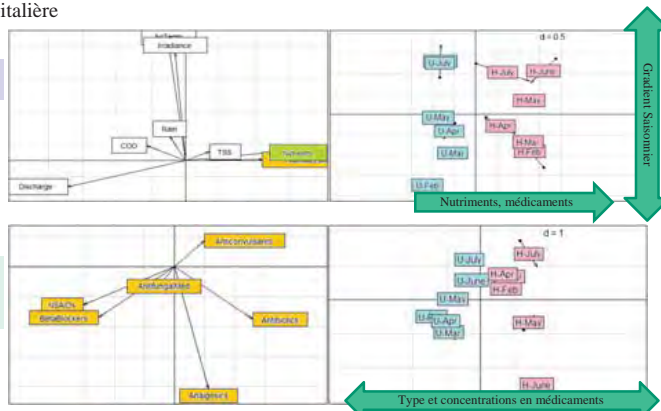 italière
Irradiance
d = 0.5
U-July
H-July
H-June
H-May
Rain
COD
TSS
Nutrients
Discharge
U-May
U-Apr
U-Mar
U-Feb
H-Apr
H-Mar
H-Feb
Nutriments, médicaments
Gradient Saisonnier
Anticonvulsants
Antifungal
NSAIDs
BetaBlockers
Antibiotics
Analgesics
d = 1
U-July
U-June
U-May
U-Apr
U-Mar
H-July
H-Apr
H-Feb
H-May
H-June
Type et concentrations en médicaments